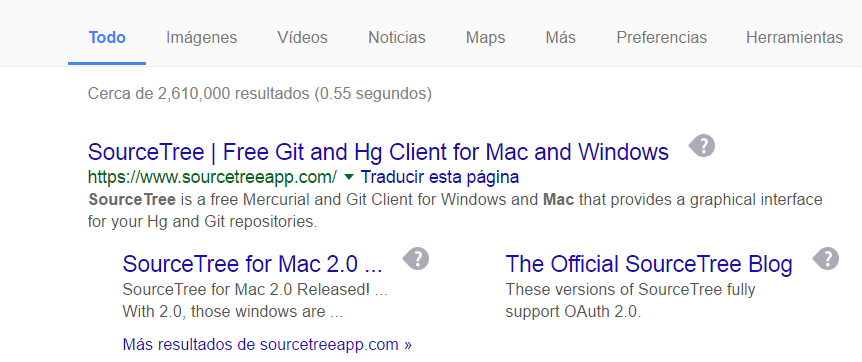 Todo Imágenes Vídeos Noticias Maps Más Preferencias Herramientas
Cerca de 2,610,000 resultados (0.55 segundos)
SourceTree | Free Git and Hg Client for Mac and Windows ?
https://www.sourcetreeapp.com/ Traducir esta página
SourceTree is a free Mercurial and Git Client for Windows and Mac that provides a graphical interface
for your Hg and Git repositories.
SourceTree for Mac 2.0 ... ?
SourceTree for Mac 2.0 Released! ...
With 2.0, those windows are ...
The Official SourceTree Blog ?
These versions of SourceTree fully
support OAuth 2.0.
Más resultados de sourcetreeapp.com »